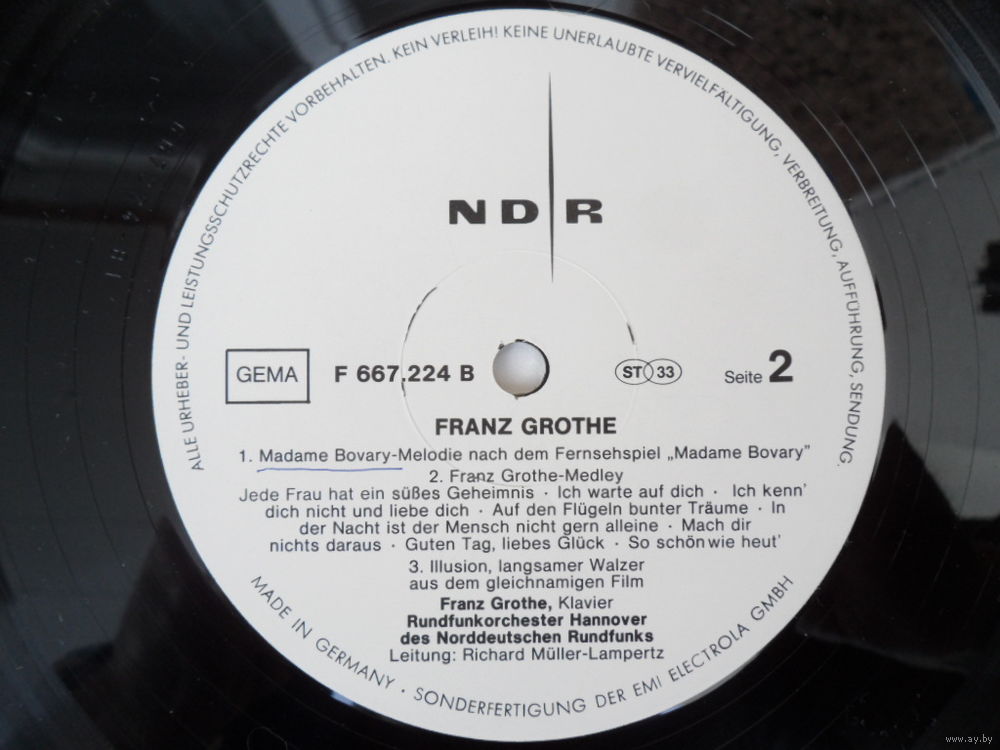 ALLE URHEBER- UND LEISTUNGSSCHUTZRECHTE VORBEHALTEN. KEIN VERLEIH! KEINE UNERLAUBTE VERVIELFÄLTIGUNG, VERBREITUNG, AUFFÜHRUNG, SENDUNG.
NDR
GEMA
F 667.224 B
ST 33
Seite 2
FRANZ GROTHE
1. Madame Bovary-Melodie nach dem Fernsehspiel „Madame Bovary”
2. Franz Grothe-Medley
Jede Frau hat ein süßes Geheimnis · Ich warte auf dich · Ich kenn'
dich nicht und liebe dich · Auf den Flügeln bunter Träume · In
der Nacht ist der Mensch nicht gern alleine · Mach dir
nichts daraus · Guten Tag, liebes Glück · So schön wie heut'
3. Illusion, langsamer Walzer
aus dem gleichnamigen Film
Franz Grothe, Klavier
Rundfunkorchester Hannover
des Norddeutschen Rundfunks
Leitung: Richard Müller-Lampertz
MADE IN GERMANY · SONDERFERTIGUNG DER EMI ELECTROLA GMBH
www.ay.by